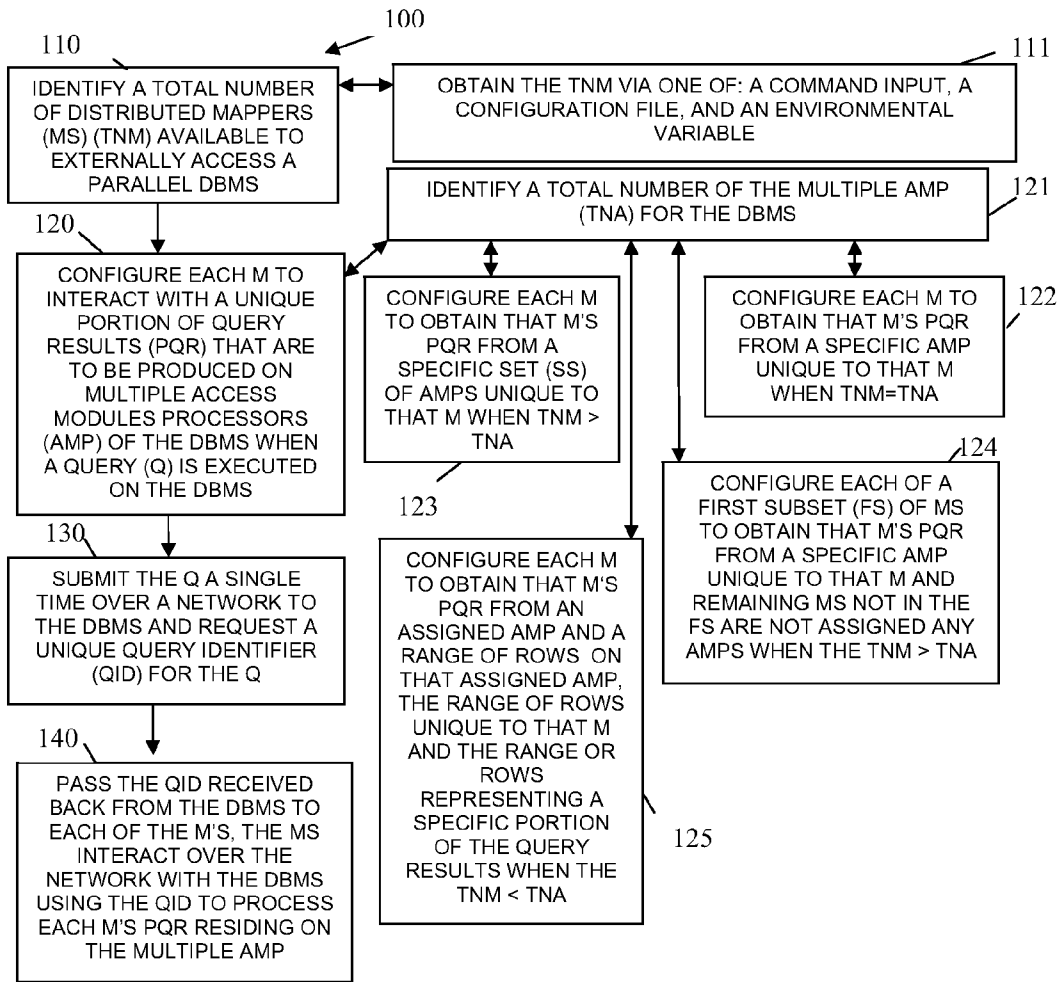 100
110
IDENTIFY A TOTAL NUMBER
OF DISTRIBUTED MAPPERS
(MS) (TNM) AVAILABLE TO
EXTERNALLY ACCESS A
PARALLEL DBMS
111
OBTAIN THE TNM VIA ONE OF: A COMMAND INPUT, A
CONFIGURATION FILE, AND AN ENVIRONMENTAL
VARIABLE
120
CONFIGURE EACH M TO
INTERACT WITH A UNIQUE
PORTION OF QUERY
RESULTS (PQR) THAT ARE
TO BE PRODUCED ON
MULTIPLE ACCESS
MODULES PROCESSORS
(AMP) OF THE DBMS WHEN
A QUERY (Q) IS EXECUTED
ON THE DBMS
IDENTIFY A TOTAL NUMBER OF THE MULTIPLE AMP
(TNA) FOR THE DBMS
121
CONFIGURE EACH M
TO OBTAIN THAT M'S
PQR FROM A
SPECIFIC SET (SS)
OF AMPS UNIQUE TO
THAT M WHEN TNM >
TNA
123
CONFIGURE EACH M TO
OBTAIN THAT M'S PQR
FROM A SPECIFIC AMP
UNIQUE TO THAT M
WHEN TNM=TNA
122
124
CONFIGURE EACH OF A
FIRST SUBSET (FS) OF MS
TO OBTAIN THAT M'S PQR
FROM A SPECIFIC AMP
UNIQUE TO THAT M AND
REMAINING MS NOT IN THE
FS ARE NOT ASSIGNED ANY
AMPS WHEN THE TNM > TNA
CONFIGURE EACH M
TO OBTAIN THAT M'S
PQR FROM AN
ASSIGNED AMP AND A
RANGE OF ROWS ON
THAT ASSIGNED AMP,
THE RANGE OF ROWS
UNIQUE TO THAT M
AND THE RANGE OR
ROWS
REPRESENTING A
SPECIFIC PORTION
OF THE QUERY
RESULTS WHEN THE
TNM < TNA
125
130
SUBMIT THE Q A SINGLE
TIME OVER A NETWORK TO
THE DBMS AND REQUEST A
UNIQUE QUERY IDENTIFIER
(QID) FOR THE Q
140
PASS THE QID RECEIVED
BACK FROM THE DBMS TO
EACH OF THE M'S, THE MS
INTERACT OVER THE
NETWORK WITH THE DBMS
USING THE QID TO PROCESS
EACH M'S PQR RESIDING ON
THE MULTIPLE AMP